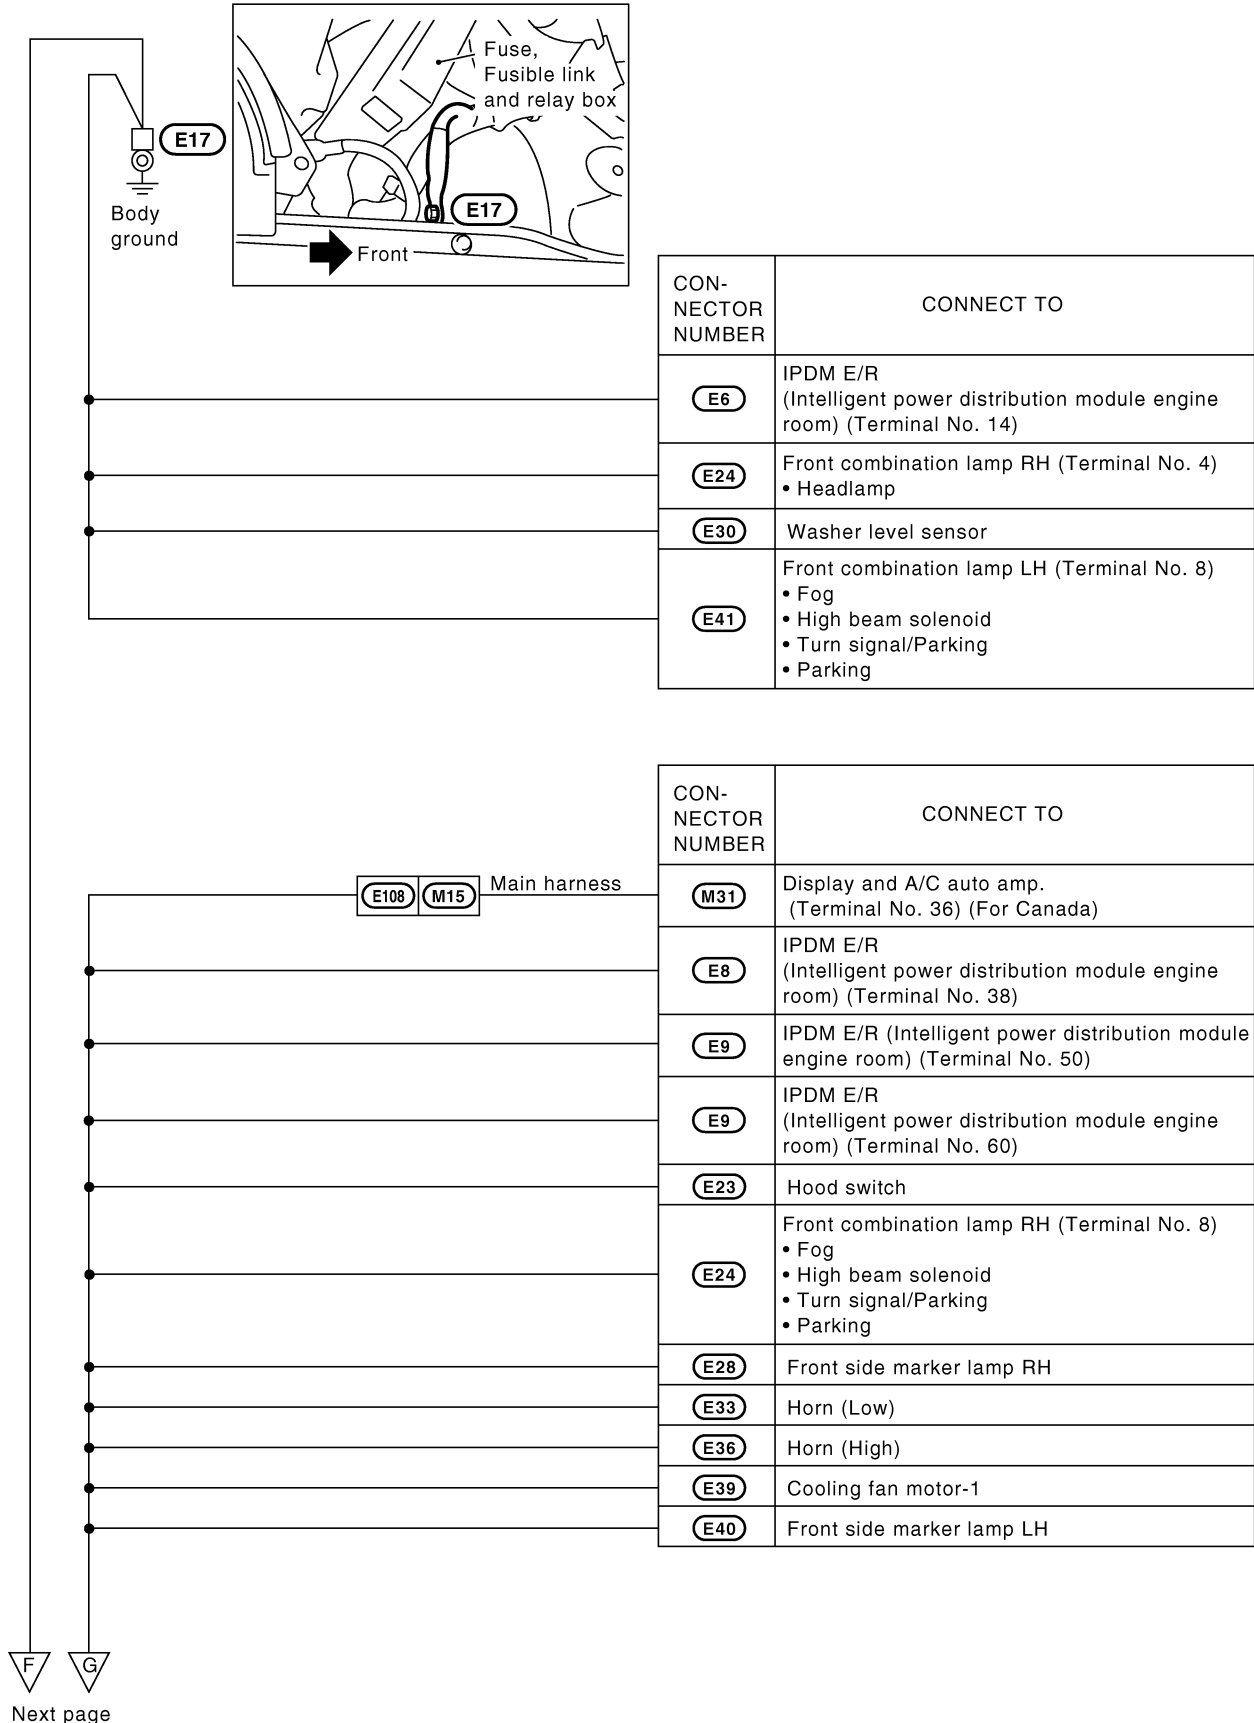 Fuse,
Fusible link
and relay box
E17
E17
Body
ground
Front
CON-
NECTOR
NUMBER
CONNECT TO
E6
IPDM E/R
(Intelligent power distribution module engine
room) (Terminal No. 14)
E24
Front combination lamp RH (Terminal No. 4)
• Headlamp
E30
Washer level sensor
E41
Front combination lamp LH (Terminal No. 8)
• Fog
• High beam solenoid
• Turn signal/Parking
• Parking
CON-
NECTOR
NUMBER
CONNECT TO
E108 M15 Main harness
M31
Display and A/C auto amp.
(Terminal No. 36) (For Canada)
E8
IPDM E/R
(Intelligent power distribution module engine
room) (Terminal No. 38)
E9
IPDM E/R (Intelligent power distribution module
engine room) (Terminal No. 50)
E9
IPDM E/R
(Intelligent power distribution module engine
room) (Terminal No. 60)
E23
Hood switch
E24
Front combination lamp RH (Terminal No. 8)
• Fog
• High beam solenoid
• Turn signal/Parking
• Parking
E28
Front side marker lamp RH
E33
Horn (Low)
E36
Horn (High)
E39
Cooling fan motor-1
E40
Front side marker lamp LH
F G
Next page